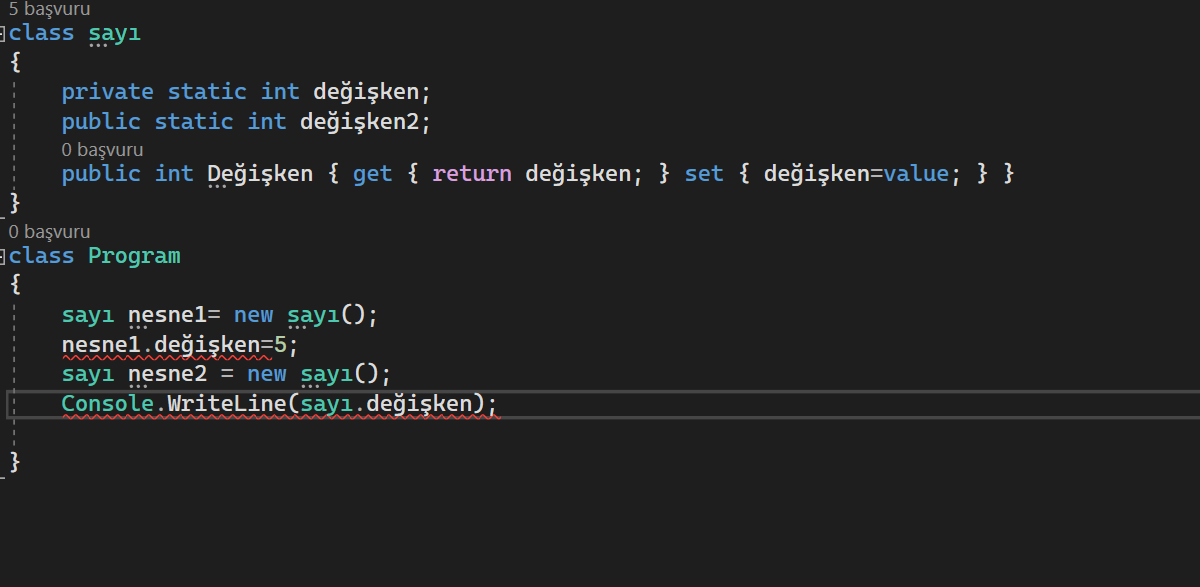 5 başvuru
class sayı
{
private static int değişken;
public static int değişken2;
0 başvuru
public int Değişken { get { return değişken; } set { değişken=value; } }
}
0 başvuru
class Program
{
sayı nesne1= new sayı();
nesne1.değişken=5;
sayı nesne2 = new sayı();
Console.WriteLine(sayı.değişken);
}